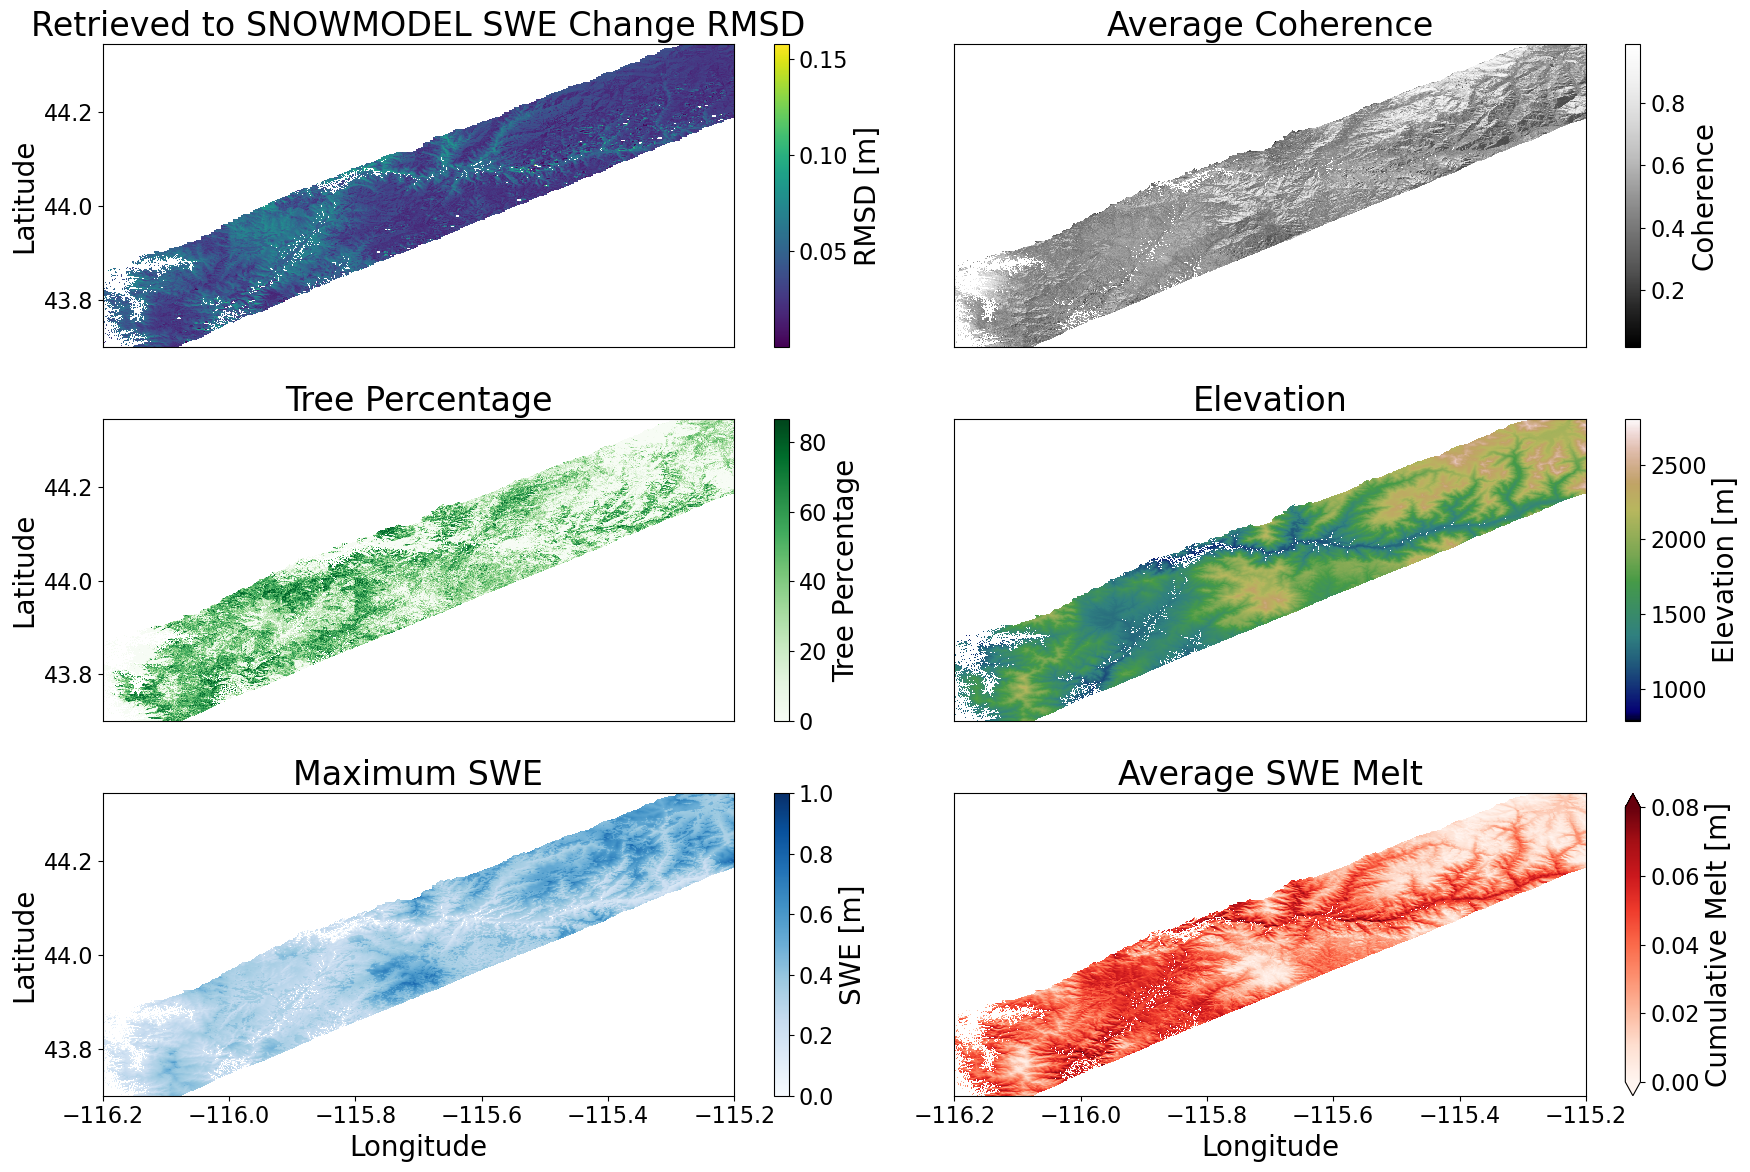 Retrieved to SNOWMODEL SWE Change RMSD
Latitude
44.2
44.0
43.8
0.15
0.10
0.05
RMSD [m]
Average Coherence
0.8
0.6
0.4
0.2
Coherence
Tree Percentage
Latitude
44.2
44.0
43.8
80
60
40
20
0
Tree Percentage
Elevation
2500
2000
1500
1000
Elevation [m]
Maximum SWE
Latitude
44.2
44.0
43.8
−116.2
−116.0
−115.8
−115.6
−115.4
−115.2
Longitude
1.0
0.8
0.6
0.4
0.2
0.0
SWE [m]
Average SWE Melt
−116.2
−116.0
−115.8
−115.6
−115.4
−115.2
Longitude
0.08
0.06
0.04
0.02
0.00
Cumulative Melt [m]